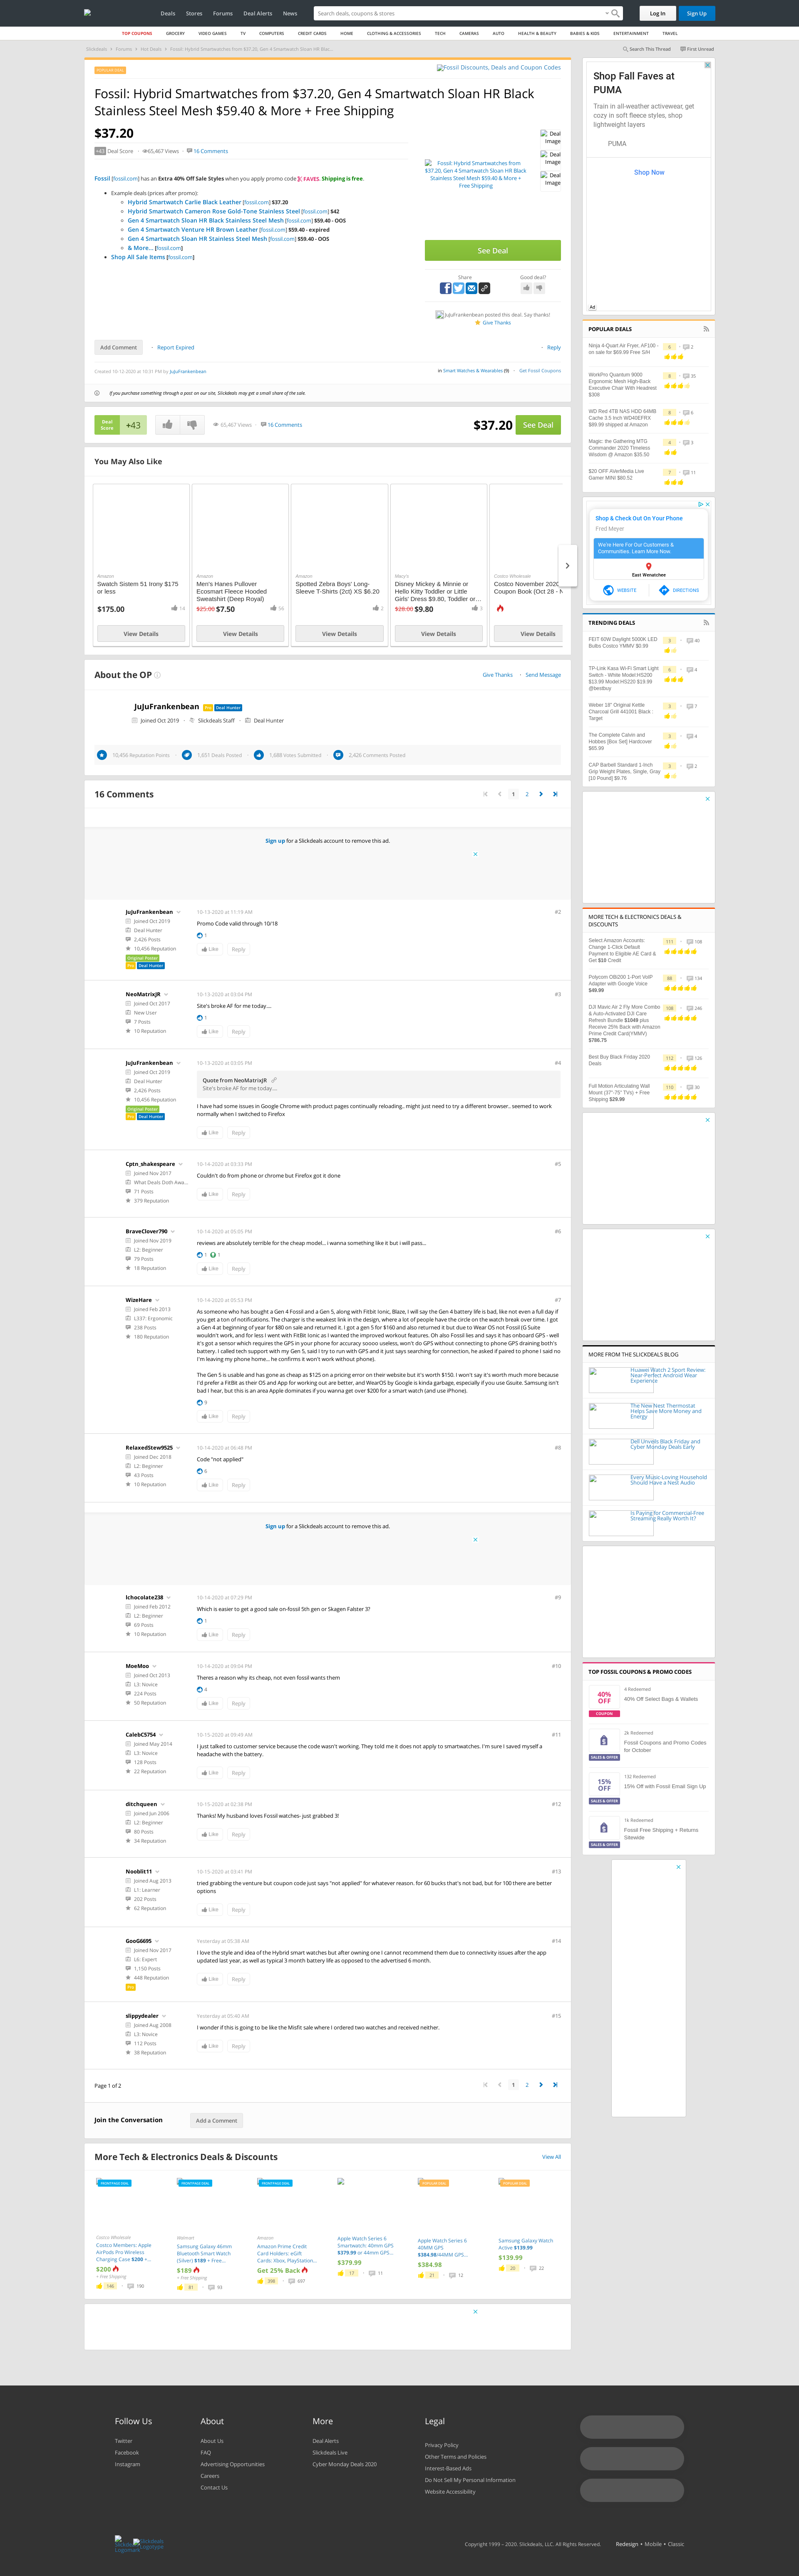 Deals
Stores
Forums
Deal Alerts
News
Search deals, coupons & stores
Log In
Sign Up
TOP COUPONS
GROCERY
VIDEO GAMES
TV
COMPUTERS
CREDIT CARDS
HOME
CLOTHING & ACCESSORIES
TECH
CAMERAS
AUTO
HEALTH & BEAUTY
BABIES & KIDS
ENTERTAINMENT
TRAVEL
Slickdeals > Forums > Hot Deals > Fossil: Hybrid Smartwatches from $37.20, Gen 4 Smartwatch Sloan HR Blac...
Search This Thread
First Unread
Fossil Discounts, Deals and Coupon Codes
Fossil: Hybrid Smartwatches from $37.20, Gen 4 Smartwatch Sloan HR Black Stainless Steel Mesh $59.40 & More + Free Shipping
$37.20
+43 Deal Score
65,467 Views
16 Comments
Fossil [fossil.com] has an Extra 40% Off Sale Styles when you apply promo code FAVES. Shipping is free.
Example deals (prices after promo):
Hybrid Smartwatch Carlie Black Leather [fossil.com] $37.20
Hybrid Smartwatch Cameron Rose Gold-Tone Stainless Steel [fossil.com] $42
Gen 4 Smartwatch Sloan HR Black Stainless Steel Mesh [fossil.com] $59.40 - OOS
Gen 4 Smartwatch Venture HR Brown Leather [fossil.com] $59.40 - expired
Gen 4 Smartwatch Sloan HR Stainless Steel Mesh [fossil.com] $59.40 - OOS
& More... [fossil.com]
Shop All Sale Items [fossil.com]
Fossil: Hybrid Smartwatches from $37.20, Gen 4 Smartwatch Sloan HR Black Stainless Steel Mesh $59.40 & More + Free Shipping
Deal Image
Deal Image
Deal Image
See Deal
Share
Good deal?
JuJuFrankenbean posted this deal. Say thanks!
Give Thanks
Add Comment
Report Expired
Reply
Created 10-12-2020 at 10:31 PM by JuJuFrankenbean
in Smart Watches & Wearables (9)
Get Fossil Coupons
If you purchase something through a post on our site, Slickdeals may get a small share of the sale.
Deal Score
+43
65,467 Views
16 Comments
$37.20
See Deal
You May Also Like
Amazon
Swatch Sistem 51 Irony $175 or less
$175.00
14
View Details
Amazon
Men's Hanes Pullover Ecosmart Fleece Hooded Sweatshirt (Deep Royal)
$25.00 $7.50
56
View Details
Amazon
Spotted Zebra Boys' Long-Sleeve T-Shirts (2ct) XS $6.20
2
View Details
Macy's
Disney Mickey & Minnie or Hello Kitty Toddler or Little Girls' Dress $9.80, Toddler or...
$28.00 $9.80
3
View Details
Costco Wholesale
Costco November 2020 Coupon Book [Oct 28 - N
View Details
About the OP
Give Thanks
Send Message
JuJuFrankenbean Pro Deal Hunter
Joined Oct 2019
Slickdeals Staff
Deal Hunter
10,456 Reputation Points
1,651 Deals Posted
1,688 Votes Submitted
2,426 Comments Posted
16 Comments
1 2
Sign up for a Slickdeals account to remove this ad.
JuJuFrankenbean
Joined Oct 2019
Deal Hunter
2,426 Posts
10,456 Reputation
Original Poster
Pro Deal Hunter
10-13-2020 at 11:19 AM
#2
Promo Code valid through 10/18
1
Like Reply
NeoMatrixJR
Joined Oct 2017
New User
7 Posts
10 Reputation
10-13-2020 at 03:04 PM
#3
Site's broke AF for me today....
1
Like Reply
JuJuFrankenbean
Joined Oct 2019
Deal Hunter
2,426 Posts
10,456 Reputation
Original Poster
Pro Deal Hunter
10-13-2020 at 03:05 PM
#4
Quote from NeoMatrixJR
Site's broke AF for me today....
I have had some issues in Google Chrome with product pages continually reloading.. might just need to try a different browser.. seemed to work normally when I switched to Firefox
Like Reply
Cptn_shakespeare
Joined Nov 2017
What Deals Doth Awa...
71 Posts
379 Reputation
10-14-2020 at 03:33 PM
#5
Couldn't do from phone or chrome but Firefox got it done
Like Reply
BraveClover790
Joined Nov 2019
L2: Beginner
79 Posts
18 Reputation
10-14-2020 at 05:05 PM
#6
reviews are absolutely terrible for the cheap model... i wanna something like it but i will pass...
1 1
Like Reply
WizeHare
Joined Feb 2013
L337: Ergonomic
238 Posts
180 Reputation
10-14-2020 at 05:53 PM
#7
As someone who has bought a Gen 4 Fossil and a Gen 5, along with Fitbit Ionic, Blaze, I will say the Gen 4 battery life is bad, like not even a full day if you get a ton of notifications. The charger is the weakest link in the design, where a lot of people have the circle on the watch come out over time. I got a Gen 4 at beginning of year for $80 on sale and returned it. I got a gen 5 for $160 and also returned it but due to Wear OS not Fossil (G Suite wouldn't work, and for leisure). I went with FitBit Ionic as I wanted the improved workout features. Oh also Fossil lies and says it has onboard GPS - well it's got a sensor, which requires the GPS in your phone for accuracy sooooo useless, want to do GPS workouts without phone for that (or smaller phone battery). I called tech support with my Gen 5, said I try to run with GPS and it just says searching for connection, he asked if phone to hand I said no I'm leaving my phone home... he confirms it won't work without phone).
The Gen 5 is usable and has gone as cheap as $125 on a pricing error on their website but it's worth $150. I won't say it's worth much more because I'd prefer a FitBit as their OS and App for workouts are better, and WearOS by Google is inherently kind of garbage, especially if you use Gsuite. Samsung isn't too bad I hear, but this is an area Apple dominates if you wanna get over $200 for a smart watch (and use iPhone).
9
Like Reply
RelaxedStew9525
Joined Dec 2018
L2: Beginner
43 Posts
10 Reputation
10-14-2020 at 06:48 PM
#8
Code "not applied"
6
Like Reply
Sign up for a Slickdeals account to remove this ad.
lchocolate238
Joined Feb 2012
L2: Beginner
69 Posts
10 Reputation
10-14-2020 at 07:29 PM
#9
Which is easier to get a good sale on-fossil 5th gen or Skagen Falster 3?
1
Like Reply
MoeMoo
Joined Oct 2013
L3: Novice
224 Posts
50 Reputation
10-14-2020 at 09:04 PM
#10
Theres a reason why its cheap, not even fossil wants them
4
Like Reply
CalebC5754
Joined May 2014
L3: Novice
128 Posts
22 Reputation
10-15-2020 at 09:49 AM
#11
I just talked to customer service because the code wasn't working. They told me it does not apply to smartwatches. I'm sure I saved myself a headache with the battery.
Like Reply
ditchqueen
Joined Jun 2006
L2: Beginner
80 Posts
34 Reputation
10-15-2020 at 02:38 PM
#12
Thanks! My husband loves Fossil watches- just grabbed 3!
Like Reply
Nooblit11
Joined Aug 2013
L1: Learner
202 Posts
62 Reputation
10-15-2020 at 03:41 PM
#13
tried grabbing the venture but coupon code just says "not applied" for whatever reason. for 60 bucks that's not bad, but for 100 there are better options
Like Reply
GooG6695
Joined Nov 2017
L6: Expert
1,150 Posts
448 Reputation
Pro
Yesterday at 05:38 AM
#14
I love the style and idea of the Hybrid smart watches but after owning one I cannot recommend them due to connectivity issues after the app updated last year, as well as typical 3 month battery life as opposed to the advertised 6 month.
Like Reply
slippydealer
Joined Aug 2008
L3: Novice
112 Posts
38 Reputation
Yesterday at 05:40 AM
#15
I wonder if this is going to be like the Misfit sale where I ordered two watches and received neither.
Like Reply
Page 1 of 2
1 2
Join the Conversation
Add a Comment
More Tech & Electronics Deals & Discounts
View All
FRONTPAGE DEAL
Costco Wholesale
Costco Members: Apple AirPods Pro Wireless Charging Case $200 +...
$200
+ Free Shipping
146 190
FRONTPAGE DEAL
Walmart
Samsung Galaxy 46mm Bluetooth Smart Watch (Silver) $189 + Free...
$189
+ Free Shipping
81 93
FRONTPAGE DEAL
Amazon
Amazon Prime Credit Card Holders: eGift Cards: Xbox, PlayStation...
Get 25% Back
398 697
Apple Watch Series 6 Smartwatch: 40mm GPS $379.99 or 44mm GPS...
$379.99
17 11
POPULAR DEAL
Apple Watch Series 6 40MM GPS $384.98/44MM GPS...
$384.98
21 12
POPULAR DEAL
Samsung Galaxy Watch Active $139.99
$139.99
20 22
Shop Fall Faves at PUMA
Train in all-weather activewear, get cozy in soft fleece styles, shop lightweight layers
PUMA
Shop Now
Ad
POPULAR DEALS
Ninja 4-Quart Air Fryer, AF100 - on sale for $69.99 Free S/H
6 2
WorkPro Quantum 9000 Ergonomic Mesh High-Back Executive Chair With Headrest $308
8 35
WD Red 4TB NAS HDD 64MB Cache 3.5 Inch WD40EFRX $89.99 shipped at Amazon
8 6
Magic: the Gathering MTG Commander 2020 Timeless Wisdom @ Amazon $35.50
4 3
$20 OFF AVerMedia Live Gamer MINI $80.52
7 11
Shop & Check Out On Your Phone
Fred Meyer
We're Here For Our Customers & Communities. Learn More Now.
East Wenatchee
WEBSITE
DIRECTIONS
TRENDING DEALS
FEIT 60W Daylight 5000K LED Bulbs Costco YMMV $0.99
3 40
TP-Link Kasa Wi-Fi Smart Light Switch - White Model:HS200 $13.99 Model:HS220 $19.99 @bestbuy
6 4
Weber 18" Original Kettle Charcoal Grill 441001 Black : Target
3 7
The Complete Calvin and Hobbes [Box Set] Hardcover $65.99
3 4
CAP Barbell Standard 1-Inch Grip Weight Plates, Single, Gray [10 Pound] $9.78
3 2
MORE TECH & ELECTRONICS DEALS & DISCOUNTS
Select Amazon Accounts: Change 1-Click Default Payment to Eligible AE Card & Get $10 Credit
111 108
Polycom OBi200 1-Port VoIP Adapter with Google Voice $49.99
88 134
DJI Mavic Air 2 Fly More Combo & Auto-Activated DJI Care Refresh Bundle $1049 plus Receive 25% Back with Amazon Prime Credit Card(YMMV) $786.75
108 246
Best Buy Black Friday 2020 Deals
112 126
Full Motion Articulating Wall Mount (37"-75" TVs) + Free Shipping $29.99
110 30
MORE FROM THE SLICKDEALS BLOG
Huawei Watch 2 Sport Review: Near-Perfect Android Wear Experience
The New Nest Thermostat Helps Save More Money and Energy
Dell Unveils Black Friday and Cyber Monday Deals Early
Every Music-Loving Household Should Have a Nest Audio
Is Paying for Commercial-Free Streaming Really Worth It?
TOP FOSSIL COUPONS & PROMO CODES
40% OFF
COUPON
4 Redeemed
40% Off Select Bags & Wallets
SALES & OFFER
2k Redeemed
Fossil Coupons and Promo Codes for October
15% OFF
SALES & OFFER
132 Redeemed
15% Off with Fossil Email Sign Up
SALES & OFFER
1k Redeemed
Fossil Free Shipping + Returns Sitewide
Follow Us
Twitter
Facebook
Instagram
About
About Us
FAQ
Advertising Opportunities
Careers
Contact Us
More
Deal Alerts
Slickdeals Live
Cyber Monday Deals 2020
Legal
Privacy Policy
Other Terms and Policies
Interest-Based Ads
Do Not Sell My Personal Information
Website Accessibility
Copyright 1999 - 2020. Slickdeals, LLC. All Rights Reserved.
Redesign • Mobile • Classic